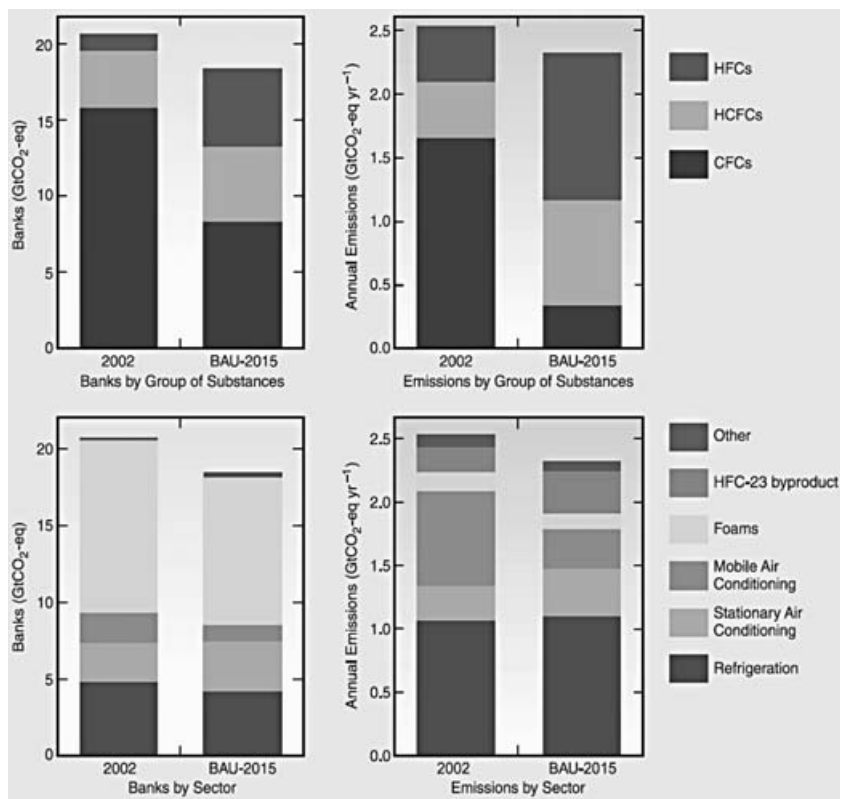 Banks (GtCO2-eq)
20
15
10
5
0
2002 BAU-2015
Banks by Group of Substances
Annual Emissions (GtCO2-eq yr−1)
2.5
2.0
1.5
1.0
0.5
0.0
2002 BAU-2015
Emissions by Group of Substances
HFCs
HCFCs
CFCs
Banks (GtCO2-eq)
20
15
10
5
0
2002 BAU-2015
Banks by Sector
Annual Emissions (GtCO2-eq yr−1)
2.5
2.0
1.5
1.0
0.5
0.0
2002 BAU-2015
Emissions by Sector
Other
HFC-23 byproduct
Foams
Mobile Air
Conditioning
Stationary Air
Conditioning
Refrigeration